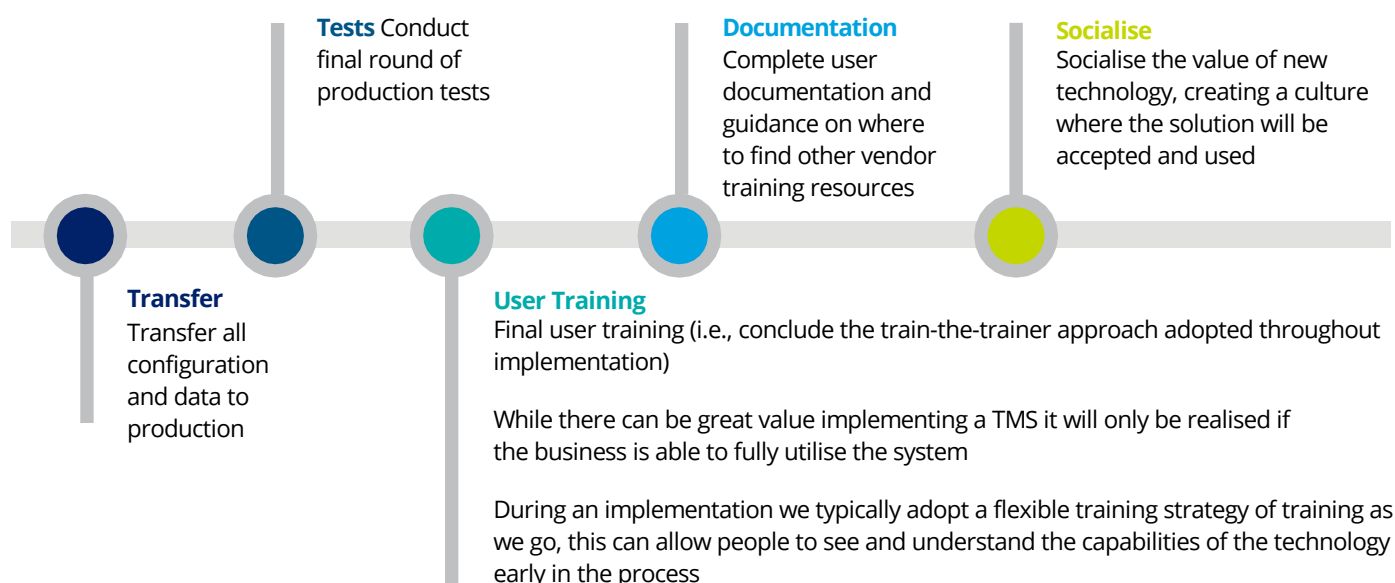 Tests Conduct
final round of
production tests
Documentation
Complete user
documentation and
guidance on where
to find other vendor
training resources
Socialise
Socialise the value of new
technology, creating a culture
where the solution will be
accepted and used
Transfer
Transfer all
configuration
and data to
production
User Training
Final user training (i.e., conclude the train-the-trainer approach adopted throughout
implementation)
While there can be great value implementing a TMS it will only be realised if
the business is able to fully utilise the system
During an implementation we typically adopt a flexible training strategy of training as
we go, this can allow people to see and understand the capabilities of the technology
early in the process